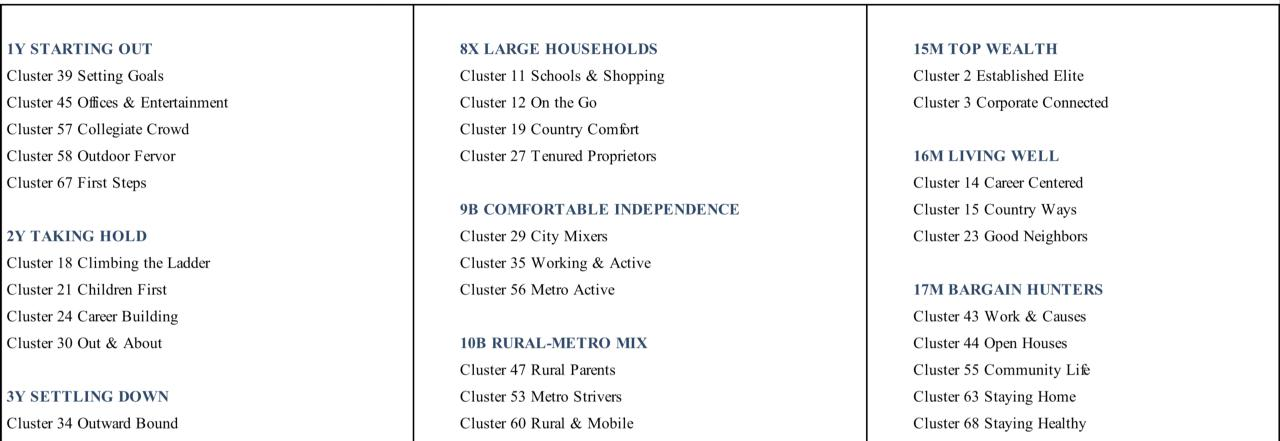 1Y STARTING OUT
Cluster 39 Setting Goals
Cluster 45 Offices & Entertainment
Cluster 57 Collegiate Crowd
Cluster 58 Outdoor Fervor
Cluster 67 First Steps
2Y TAKING HOLD
Cluster 18 Climbing the Ladder
Cluster 21 Children First
Cluster 24 Career Building
Cluster 30 Out & About
3Y SETTLING DOWN
Cluster 34 Outward Bound
8X LARGE HOUSEHOLDS
Cluster 11 Schools & Shopping
Cluster 12 On the Go
Cluster 19 Country Comfort
Cluster 27 Tenured Proprietors
9B COMFORTABLE INDEPENDENCE
Cluster 29 City Mixers
Cluster 35 Working & Active
Cluster 56 Metro Active
10B RURAL-METRO MIX
Cluster 47 Rural Parents
Cluster 53 Metro Strivers
Cluster 60 Rural & Mobile
15M TOP WEALTH
Cluster 2 Established Elite
Cluster 3 Corporate Connected
16M LIVING WELL
Cluster 14 Career Centered
Cluster 15 Country Ways
Cluster 23 Good Neighbors
17M BARGAIN HUNTERS
Cluster 43 Work & Causes
Cluster 44 Open Houses
Cluster 55 Community Life
Cluster 63 Staying Home
Cluster 68 Staying Healthy